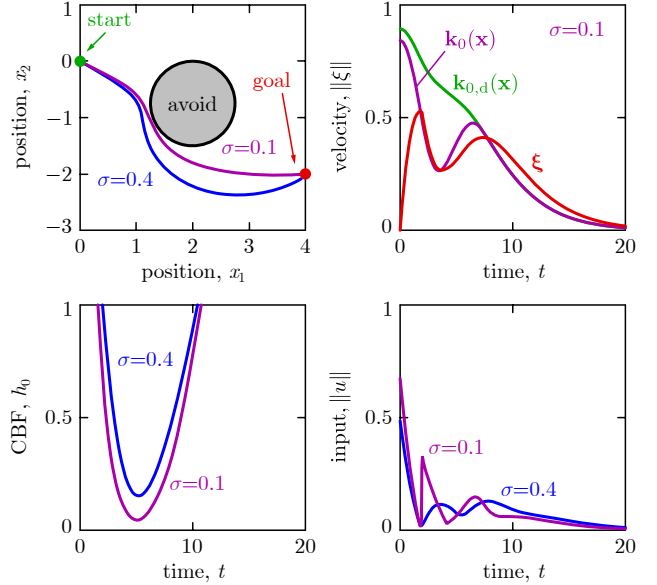 start
0
−1
−2
−3
position, x₂
avoid
goal
σ=0.1
σ=0.4
0
1
2
3
4
position, x₁
1
0.5
0
velocity, ‖ξ‖
k₀(x)
σ=0.1
k₀,d(x)
ξ
0
10
20
time, t
1
0.5
0
CBF, h₀
σ=0.4
σ=0.1
0
10
20
time, t
1
0.5
0
input, ‖u‖
σ=0.1
σ=0.4
0
10
20
time, t